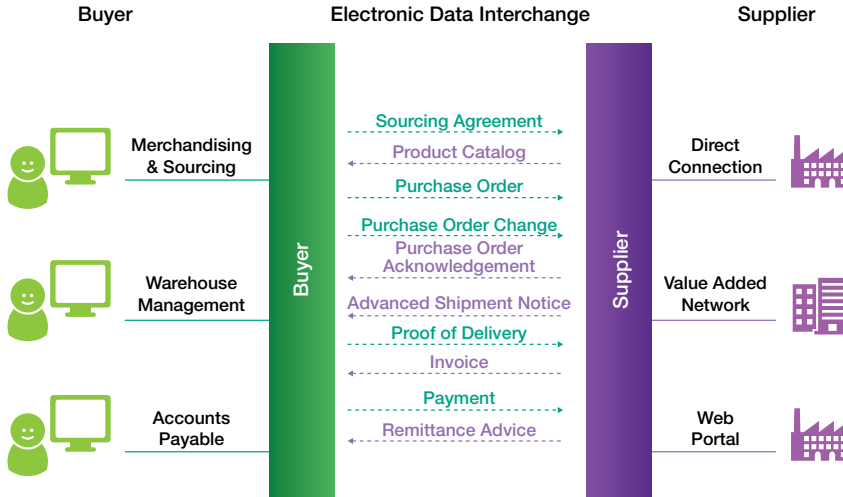 Buyer
Electronic Data Interchange
Supplier
Merchandising
& Sourcing
Warehouse
Management
Accounts
Payable
Buyer
Sourcing Agreement
Product Catalog
Purchase Order
Purchase Order Change
Purchase Order
Acknowledgement
Advanced Shipment Notice
Proof of Delivery
Invoice
Payment
Remittance Advice
Supplier
Direct
Connection
Value Added
Network
Web
Portal